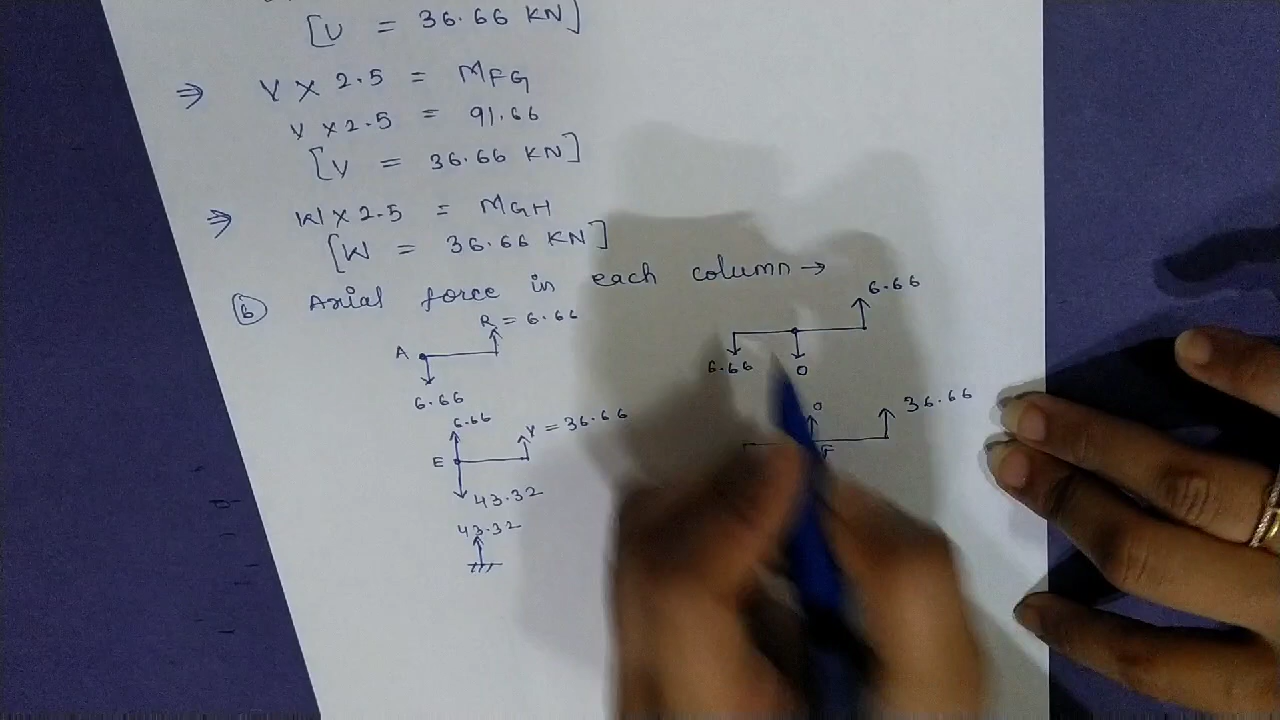 [U = 36.66 KN]
⇒ V X 2.5 = MFG
V X 2.5 = 91.66
[V = 36.66 KN]
⇒ W X 2.5 = MGH
[W = 36.66 KN]
(b) Axial force in each column →
R = 6.66
A
6.66
6.66
V = 36.66
E
43.32
43.32
6.66
6.66
0
0
36.66
F